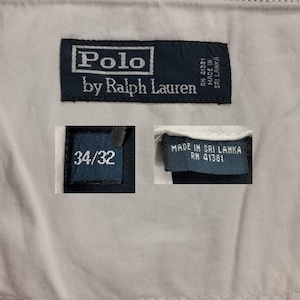 Polo
by Ralph Lauren
RN 41381
MADE IN
SRI LANKA
34/32
MADE IN SRI LANKA
RN 41381